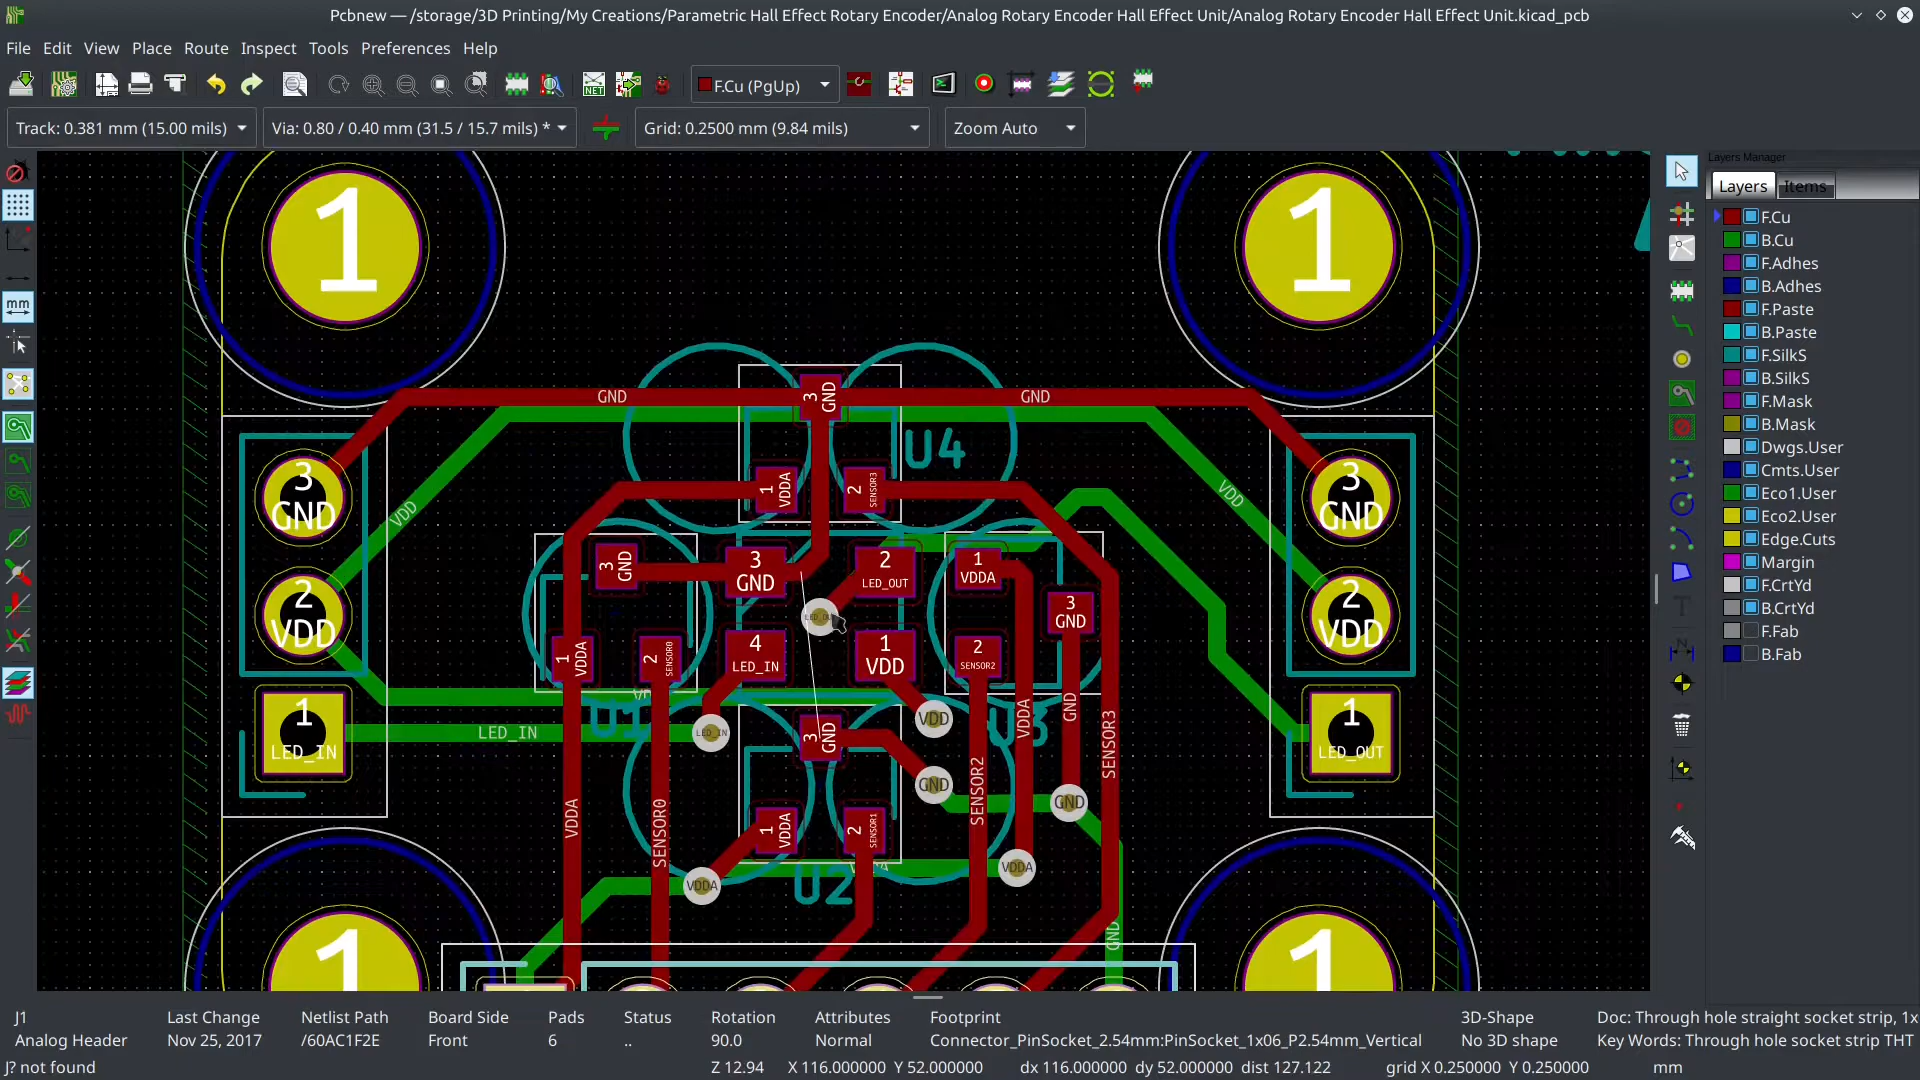 Pcbnew — /storage/3D Printing/My Creations/Parametric Hall Effect Rotary Encoder/Analog Rotary Encoder Hall Effect Unit/Analog Rotary Encoder Hall Effect Unit.kicad_pcb
File Edit View Place Route Inspect Tools Preferences Help
NET F.Cu (PgUp)
Track: 0.381 mm (15.00 mils) Via: 0.80 / 0.40 mm (31.5 / 15.7 mils) * Grid: 0.2500 mm (9.84 mils) Zoom Auto
Layers Manager
Layers Items
F.Cu
B.Cu
F.Adhes
B.Adhes
F.Paste
B.Paste
F.SilkS
B.SilkS
F.Mask
B.Mask
Dwgs.User
Cmts.User
Eco1.User
Eco2.User
Edge.Cuts
Margin
F.CrtYd
B.CrtYd
F.Fab
B.Fab
mm
1 1
GND 3 GND GND
U4
3 GND 1 VDDA 2 SENSOR3 3 GND
VDD VDD
3 GND 3 GND 2 LED_OUT 1 VDDA
2 VDD 3 GND 2 VDD
1 VDDA 2 SENSOR0 4 LED_IN 1 VDD 2 SENSOR2
U1 VDD U3 VDDA GND SENSOR3
1 LED_IN LED_IN LED_IN 3 GND 1 LED_OUT
GND SENSOR2 GND
VDDA SENSOR0 1 VDDA 2 SENSOR1
VDDA U2 VDDA
GND
1 1
J1 Last Change Netlist Path Board Side Pads Status Rotation Attributes Footprint 3D-Shape Doc: Through hole straight socket strip, 1x
Analog Header Nov 25, 2017 /60AC1F2E Front 6 .. 90.0 Normal Connector_PinSocket_2.54mm:PinSocket_1x06_P2.54mm_Vertical No 3D shape Key Words: Through hole socket strip THT
J? not found Z 12.94 X 116.000000 Y 52.000000 dx 116.000000 dy 52.000000 dist 127.122 grid X 0.250000 Y 0.250000 mm